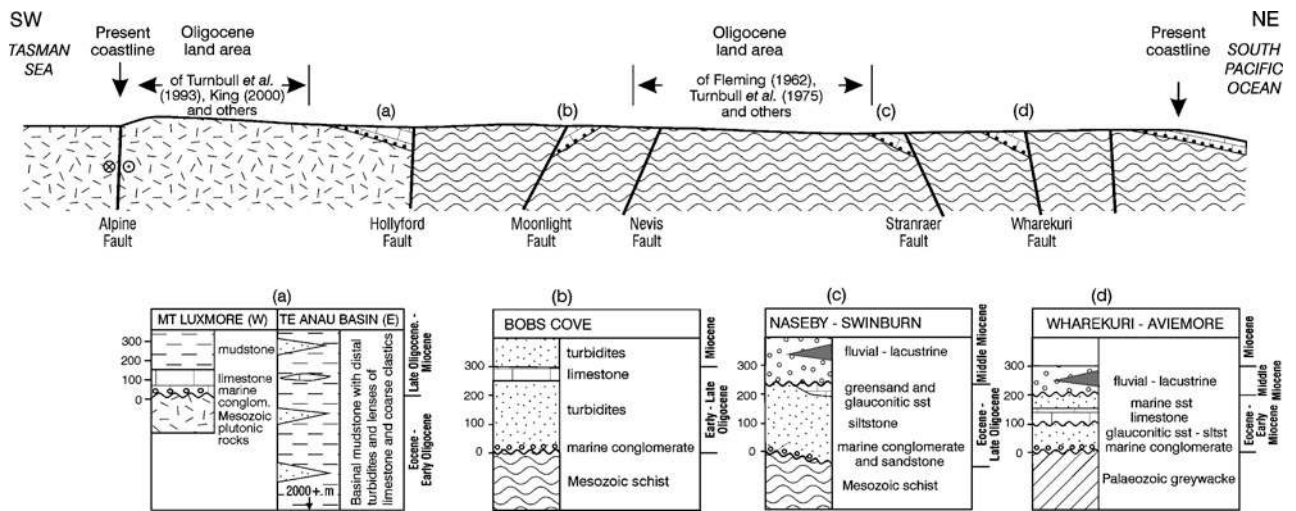 SW
NE
TASMAN
SEA
Present
coastline
Oligocene
land area
of Turnbull et al.
(1993), King (2000)
and others
Oligocene
land area
of Fleming (1962),
Turnbull et al. (1975)
and others
Present
coastline
SOUTH
PACIFIC
OCEAN
(a)
(b)
(c)
(d)
Alpine
Fault
Hollyford
Fault
Moonlight
Fault
Nevis
Fault
Stranraer
Fault
Wharekuri
Fault
(a)
MT LUXMORE (W)
TE ANAU BASIN (E)
300
200
100
0
mudstone
limestone
marine
conglom.
Mesozoic
plutonic
rocks
2000+. m
Basinal mudstone with distal
turbidites and lenses of
limestone and coarse clastics
Late Oligocene. -
Miocene
Eocene -
Early Oligocene
(b)
BOBS COVE
300
200
100
0
turbidites
limestone
turbidites
marine conglomerate
Mesozoic schist
Miocene
Early - Late
Oligocene
(c)
NASEBY - SWINBURN
300
200
100
0
fluvial - lacustrine
greensand and
glauconitic sst
siltstone
marine conglomerate
and sandstone
Mesozoic schist
Middle Miocene
Eocene -
Late Oligocene
(d)
WHAREKURI - AVIEMORE
300
200
100
0
fluvial - lacustrine
marine sst
limestone
glauconitic sst - sltst
marine conglomerate
Palaeozoic greywacke
Middle
Miocene
Eocene -
Early
Miocene